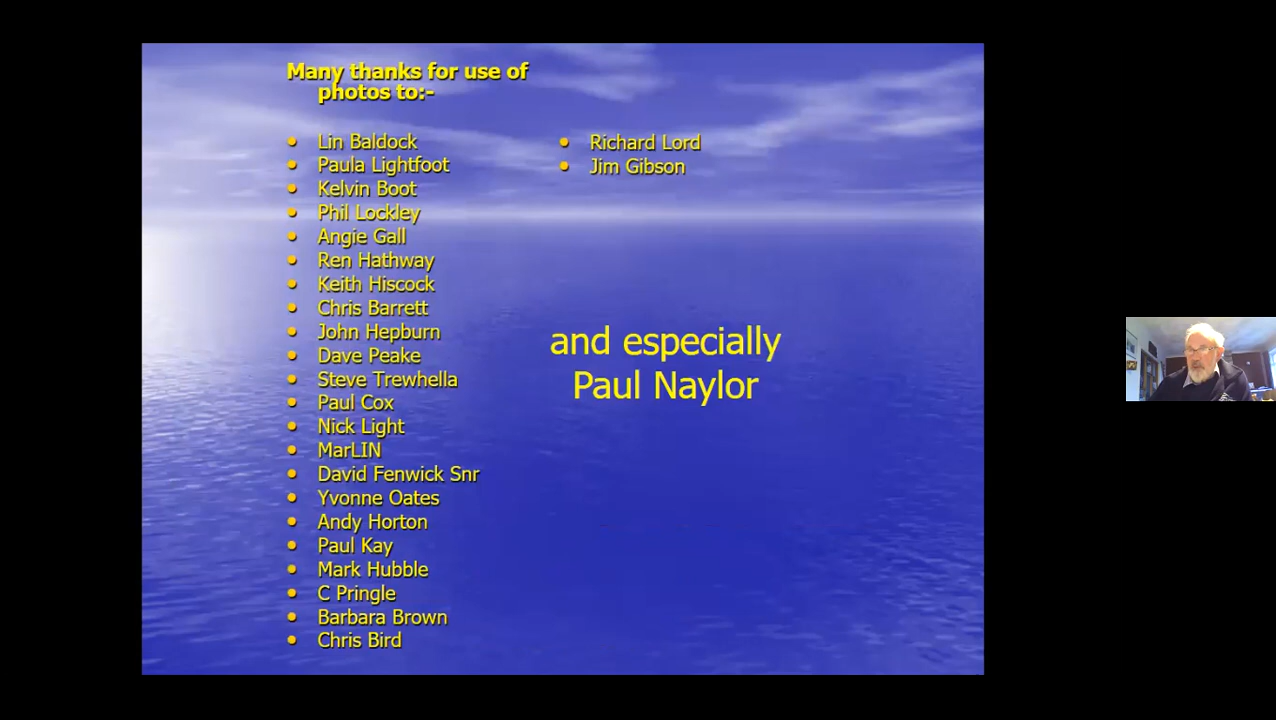 Many thanks for use of
photos to:-
• Lin Baldock
• Paula Lightfoot
• Kelvin Boot
• Phil Lockley
• Angie Gall
• Ren Hathway
• Keith Hiscock
• Chris Barrett
• John Hepburn
• Dave Peake
• Steve Trewhella
• Paul Cox
• Nick Light
• MarLIN
• David Fenwick Snr
• Yvonne Oates
• Andy Horton
• Paul Kay
• Mark Hubble
• C Pringle
• Barbara Brown
• Chris Bird
• Richard Lord
• Jim Gibson
and especially
Paul Naylor